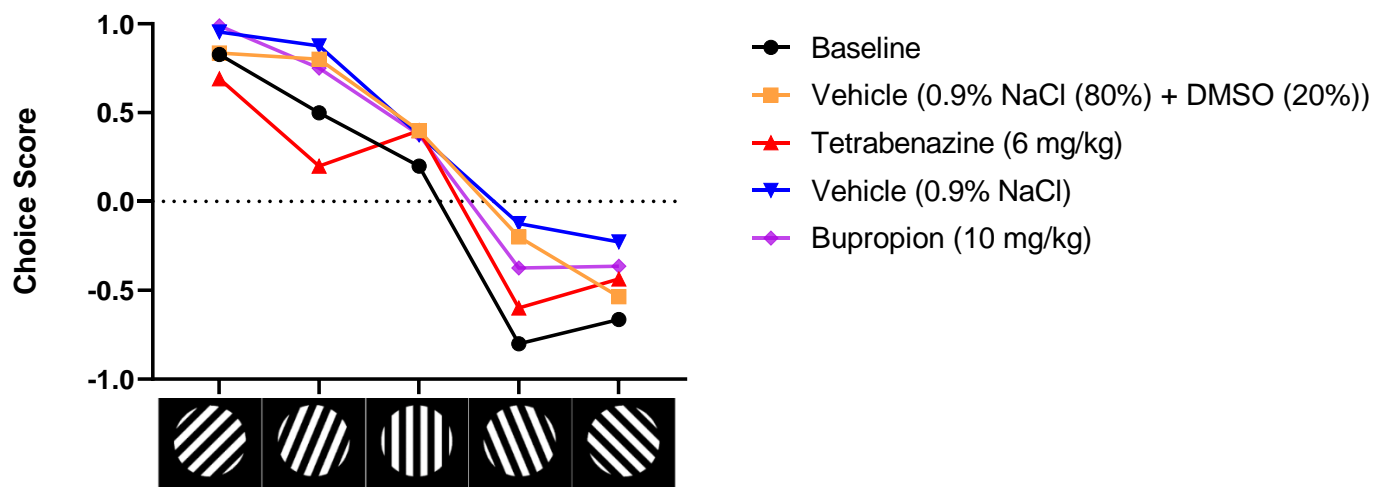 1.0
0.5
0.0
-0.5
-1.0
Choice Score
Baseline
Vehicle (0.9% NaCl (80%) + DMSO (20%))
Tetrabenazine (6 mg/kg)
Vehicle (0.9% NaCl)
Bupropion (10 mg/kg)